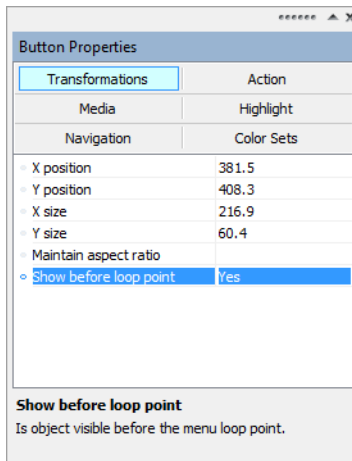 Button Properties
Transformations Action
Media Highlight
Navigation Color Sets
X position 381.5
Y position 408.3
X size 216.9
Y size 60.4
Maintain aspect ratio
Show before loop point Yes
Show before loop point
Is object visible before the menu loop point.